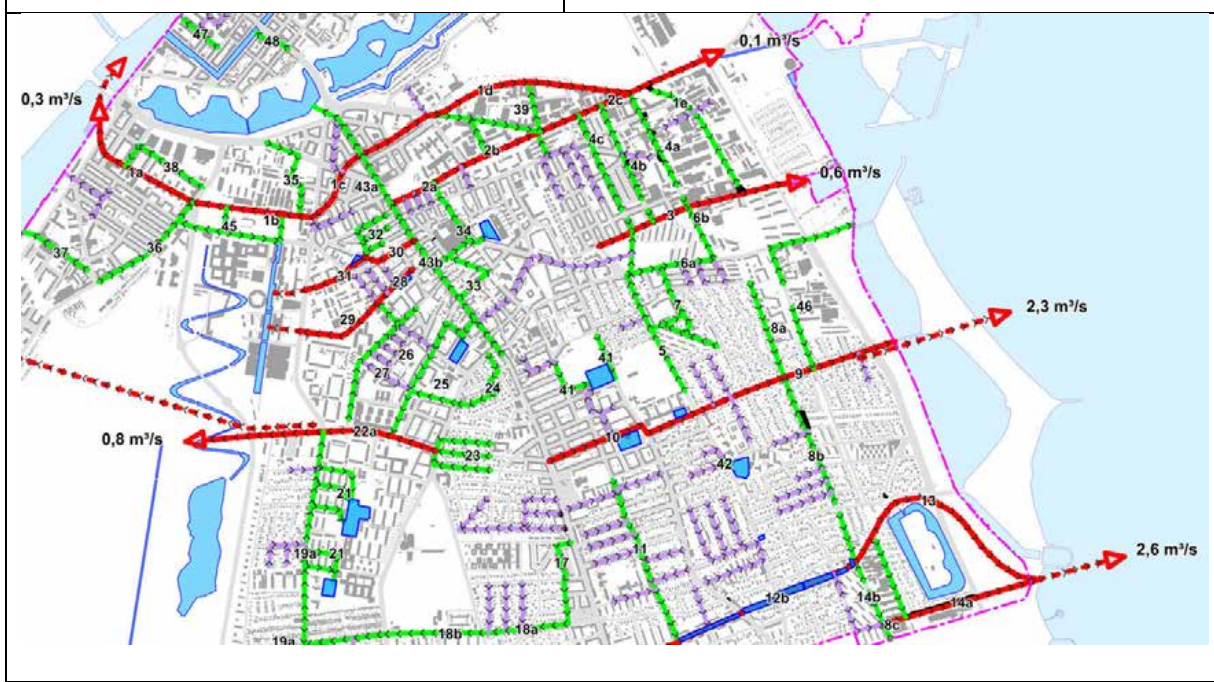 47
48
0,1 m³/s
0,3 m³/s
1d
39
2c
1e
4c
4a
2b
4b
38
1a
35
1c
43a
2a
0,6 m³/s
3
6b
45
1b
32
34
37
36
30
43b
6a
31
28
33
46
7
8a
2,3 m³/s
29
26
41
5
27
25
24
41
9
0,8 m³/s
22a
10
23
8b
42
21
13
19a
21
11
17
2,6 m³/s
12b
14b
14a
19a
18b
18a
8c